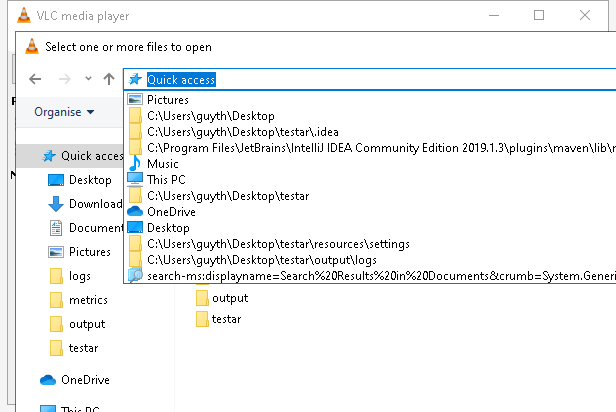 VLC media player
Select one or more files to open
Quick access
Organise
Pictures
C:\Users\guyth\Desktop
C:\Users\guyth\Desktop\testar\.idea
C:\Program Files\JetBrains\IntelliJ IDEA Community Edition 2019.1.3\plugins\maven\lib\
Music
This PC
C:\Users\guyth\Desktop\testar
OneDrive
Desktop
C:\Users\guyth\Desktop\testar\resources\settings
C:\Users\guyth\Desktop\testar\output\logs
search-ms:displayname=Search%20Results%20in%20Documents&crumb=System.Generi
Quick acces
Desktop
Download
Document
Pictures
logs
metrics
output
testar
OneDrive
This PC
output
testar